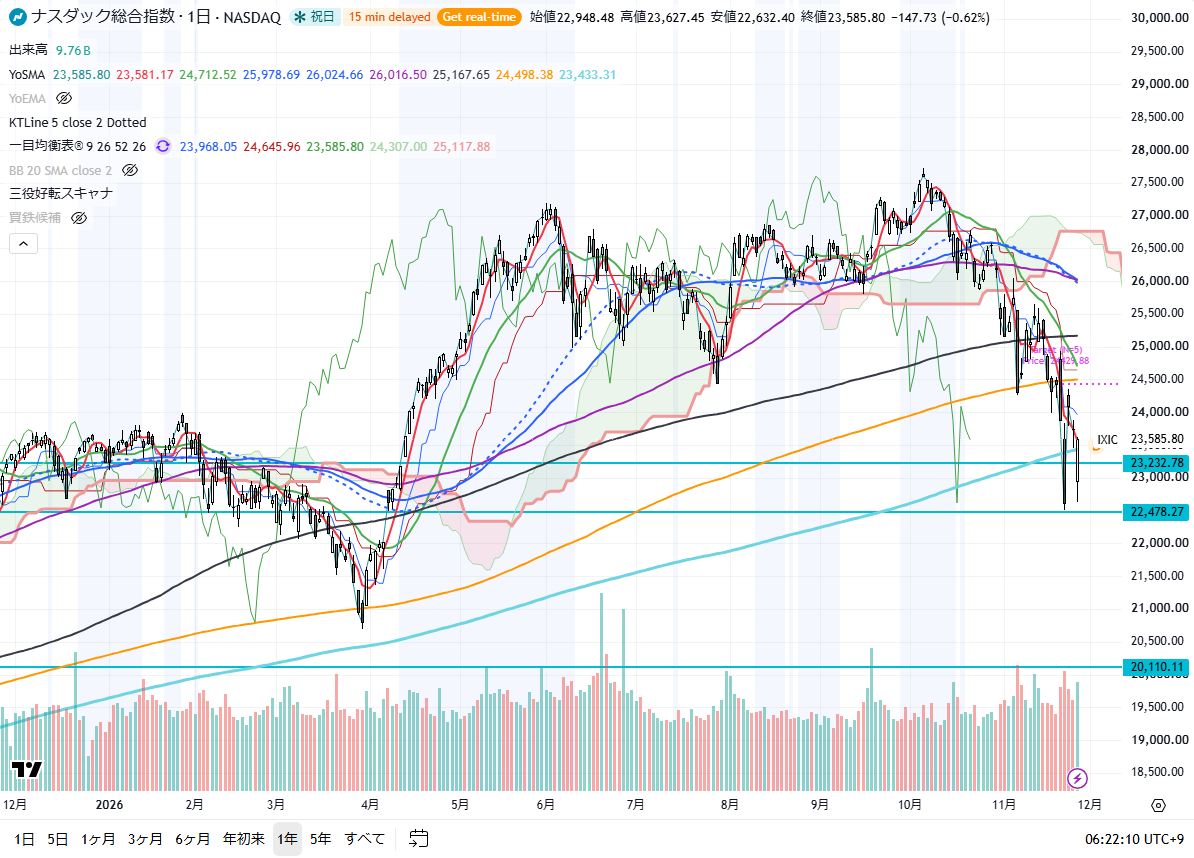 ナスダック総合指数 · 1日 · NASDAQ 祝日 15 min delayed Get real-time 始値22,948.48 高値23,627.45 安値22,632.40 終値23,585.80 −147.73 (−0.62%)
出来高 9.76 B
YoSMA 23,585.80 23,581.17 24,712.52 25,978.69 26,024.66 26,016.50 25,167.65 24,498.38 23,433.31
YoEMA
KTLine 5 close 2 Dotted
一目均衡表® 9 26 52 26 23,968.05 24,645.96 23,585.80 24,307.00 25,117.88
BB 20 SMA close 2
三役好転スキャナ
買鉄候補
30,000.00
29,500.00
29,000.00
28,500.00
28,000.00
27,500.00
27,000.00
26,500.00
26,000.00
25,500.00
25,000.00
24,500.00
24,000.00
IXIC 23,585.80
23,232.78
23,000.00
22,478.27
22,000.00
21,500.00
21,000.00
20,500.00
20,110.11
19,500.00
19,000.00
18,500.00
12月 2026 2月 3月 4月 5月 6月 7月 8月 9月 10月 11月 12月
1日 5日 1ヶ月 3ヶ月 6ヶ月 年初来 1年 5年 すべて 06:22:10 UTC+9